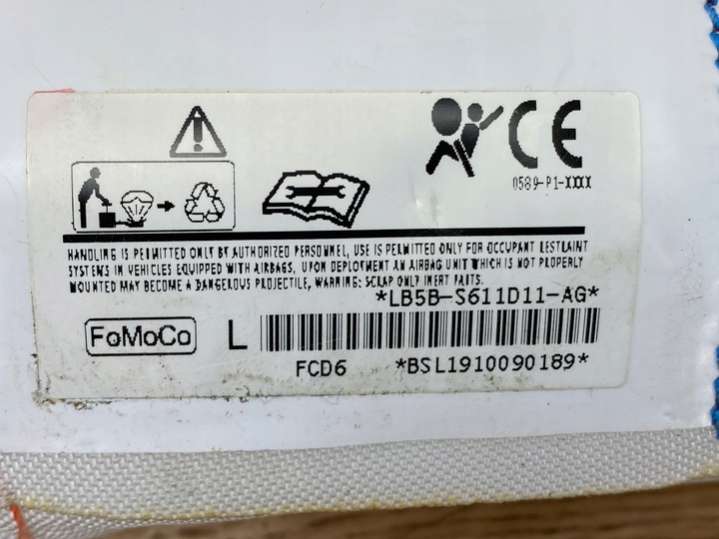 CE
0589-P1-XXXX
HANDLING IS PERMITTED ONLY BY AUTHORIZED PERSONNEL, USE IS PERMITTED ONLY FOR OCCUPANT RESTRAINT
SYSTEMS IN VEHICLES EQUIPPED WITH AIRBAGS. UPON DEPLOYMENT AN AIRBAG UNIT WHICH IS NOT PROPERLY
MOUNTED MAY BECOME A DANGEROUS PROJECTILE, WARNING: SCRAP ONLY INERT PARTS.
*LB5B-S611D11-AG*
FoMoCo L
FCD6 *BSL1910090189*